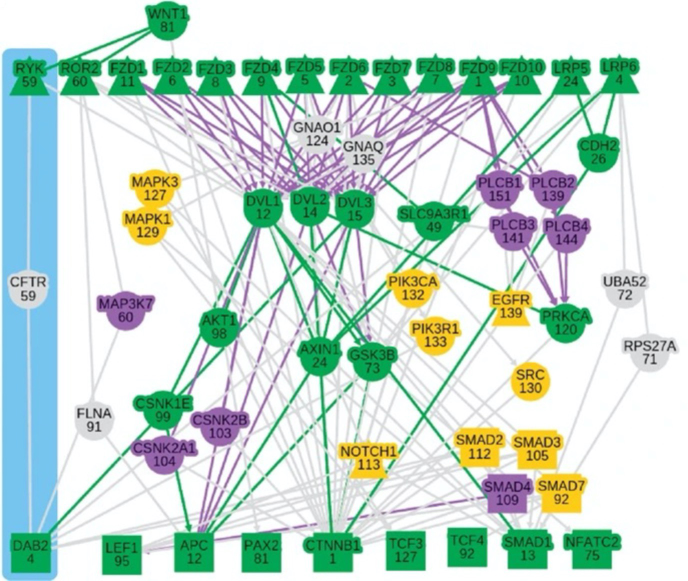 WNT1
81
RYK
59
ROR2
60
FZD1
11
FZD2
6
FZD3
8
FZD4
9
FZD5
5
FZD6
2
FZD7
3
FZD8
7
FZD9
1
FZD10
10
LRP5
24
LRP6
4
GNAO1
124
GNAQ
135
CDH2
26
MAPK3
127
MAPK1
129
DVL1
12
DVL2
14
DVL3
15
SLC9A3R1
49
PLCB1
151
PLCB2
139
PLCB3
141
PLCB4
144
CFTR
59
MAP3K7
60
PIK3CA
132
EGFR
139
PRKCA
120
UBA52
72
AKT1
98
PIK3R1
133
AXIN1
24
GSK3B
73
RPS27A
71
SRC
130
FLNA
91
CSNK1E
99
CSNK2B
103
CSNK2A1
104
NOTCH1
113
SMAD2
112
SMAD3
105
SMAD4
109
SMAD7
92
DAB2
4
LEF1
95
APC
12
PAX2
81
CTNNB1
1
TCF3
127
TCF4
92
SMAD1
13
NFATC2
75